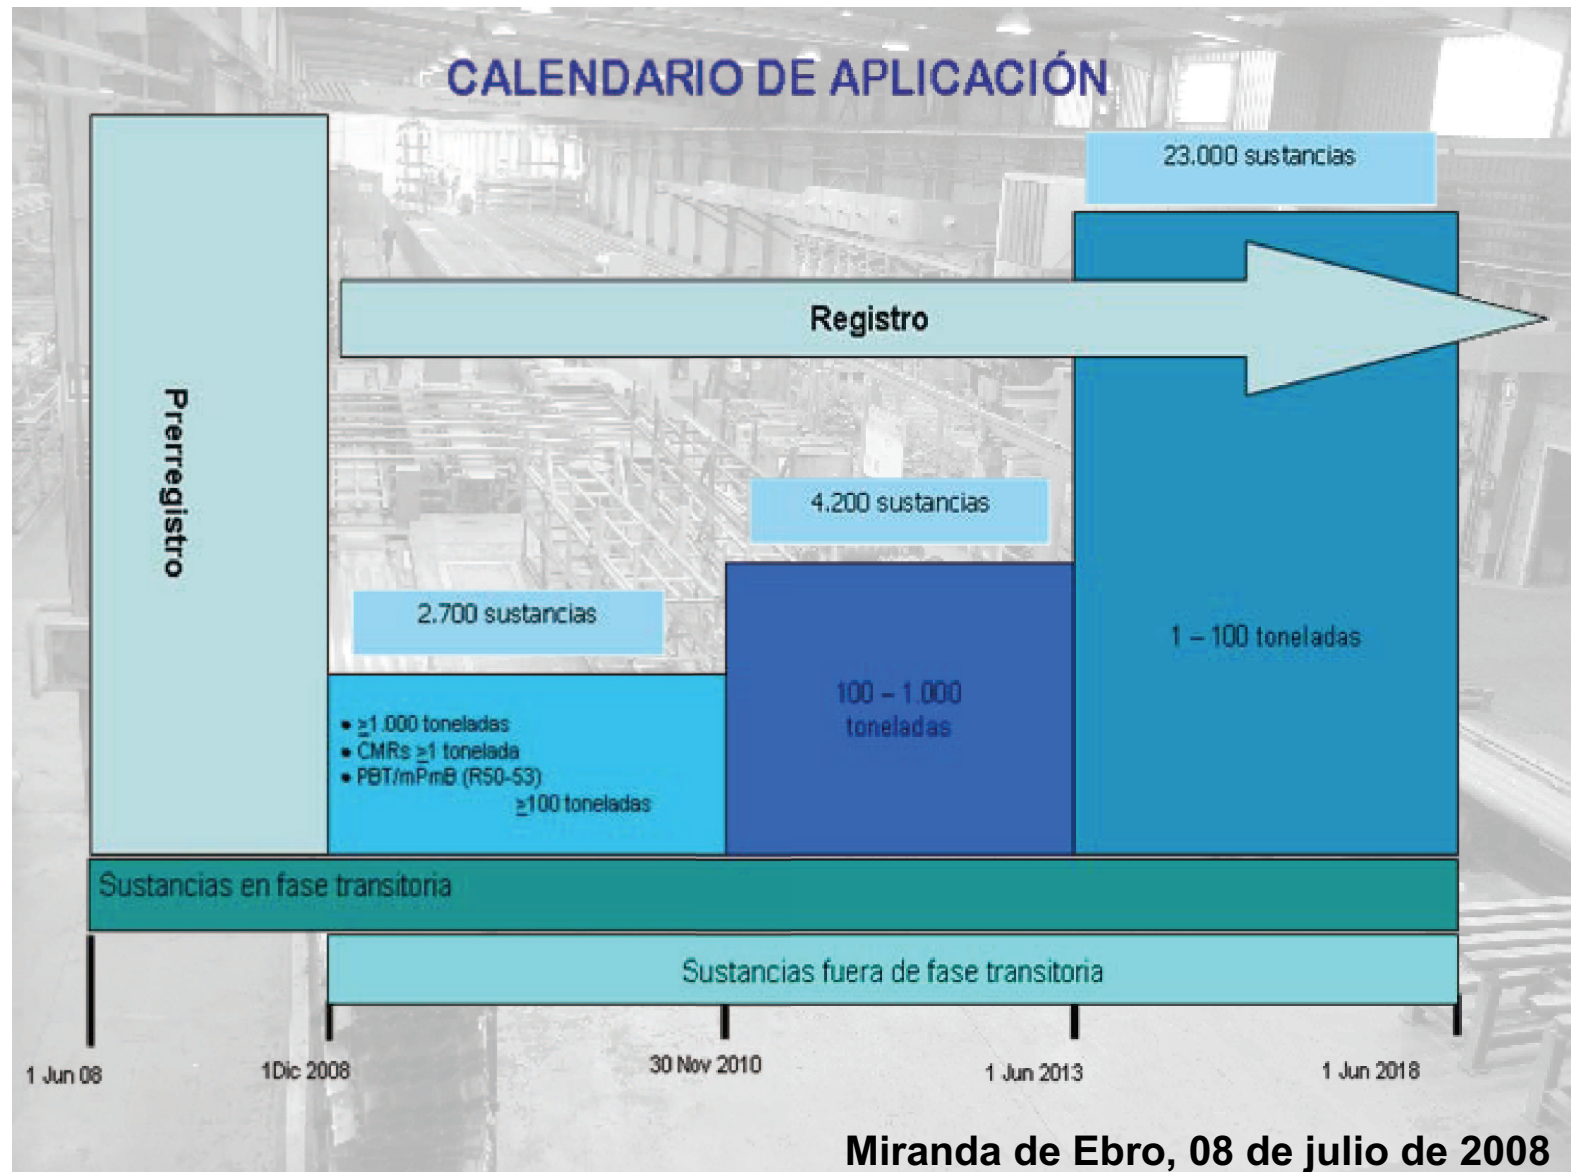 CALENDARIO DE APLICACIÓN
23.000 sustancias
Registro
Prerregistro
4.200 sustancias
2.700 sustancias
1 – 100 toneladas
100 – 1.000
toneladas
• ≥1.000 toneladas
• CMRs ≥1 tonelada
• PBT/mPmB (R50-53)
≥100 toneladas
Sustancias en fase transitoria
Sustancias fuera de fase transitoria
1 Jun 08
1Dic 2008
30 Nov 2010
1 Jun 2013
1 Jun 2018
Miranda de Ebro, 08 de julio de 2008